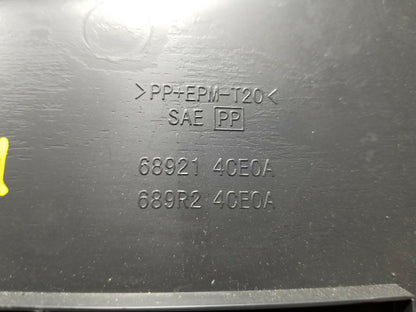 >PP+EPM-T20<
SAE PP
68921 4CE0A
689R2 4CE0A